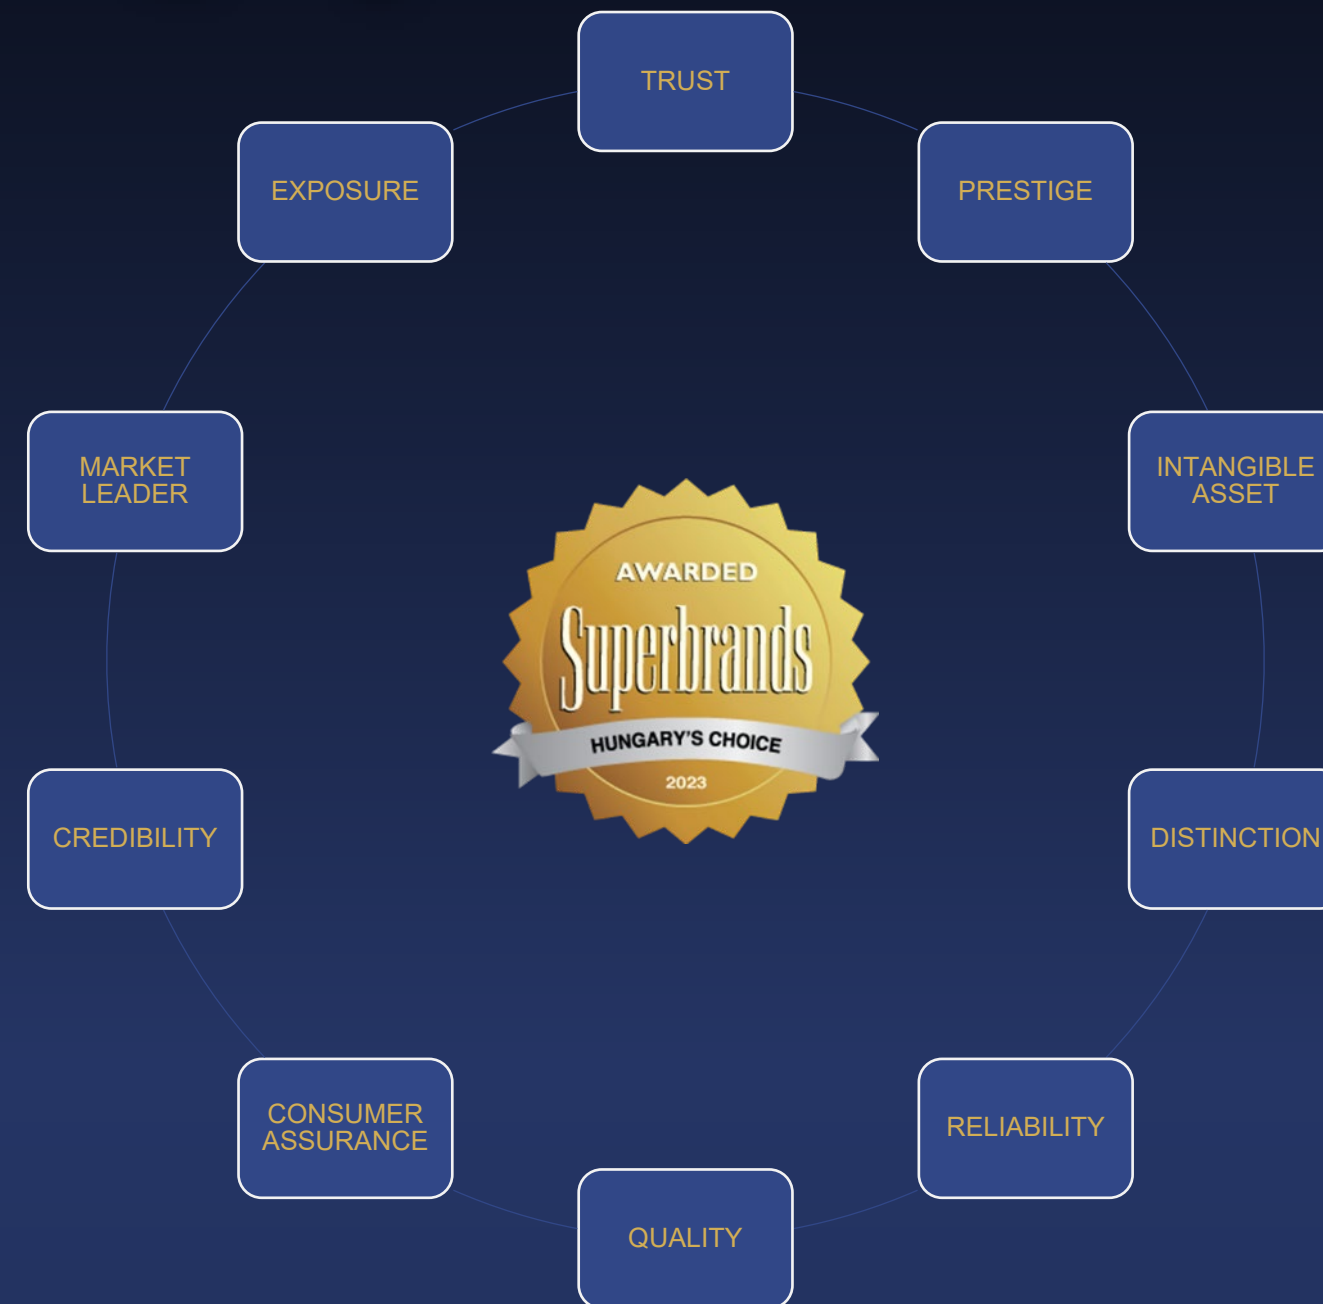 TRUST
PRESTIGE
INTANGIBLE
ASSET
DISTINCTION
RELIABILITY
QUALITY
CONSUMER
ASSURANCE
CREDIBILITY
MARKET
LEADER
EXPOSURE
AWARDED
Superbrands
HUNGARY'S CHOICE
2023